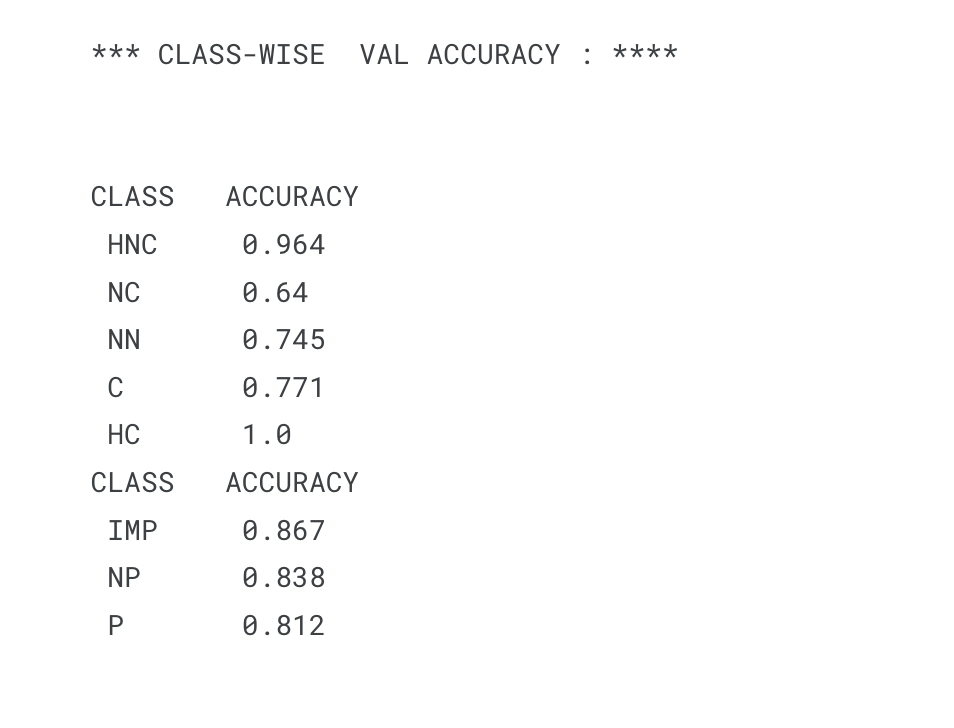 *** CLASS-WISE  VAL ACCURACY : ****
CLASS   ACCURACY
 HNC     0.964
 NC      0.64
 NN      0.745
 C       0.771
 HC      1.0
CLASS   ACCURACY
 IMP     0.867
 NP      0.838
 P       0.812